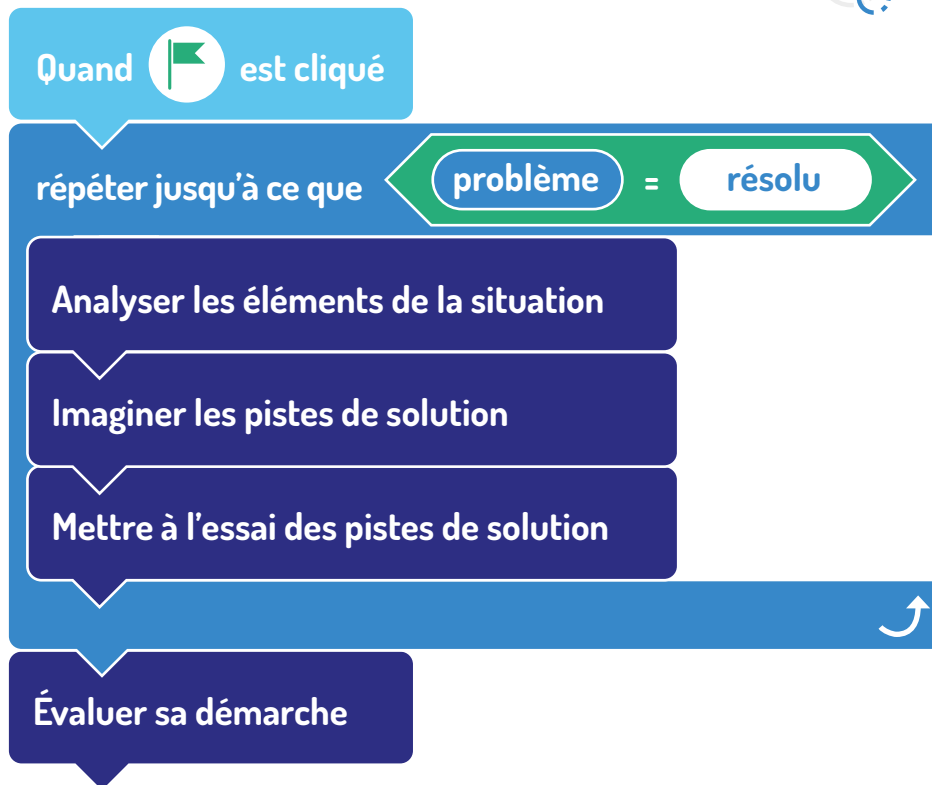 Quand est cliqué
répéter jusqu'à ce que problème = résolu
Analyser les éléments de la situation
Imaginer les pistes de solution
Mettre à l'essai des pistes de solution
Évaluer sa démarche